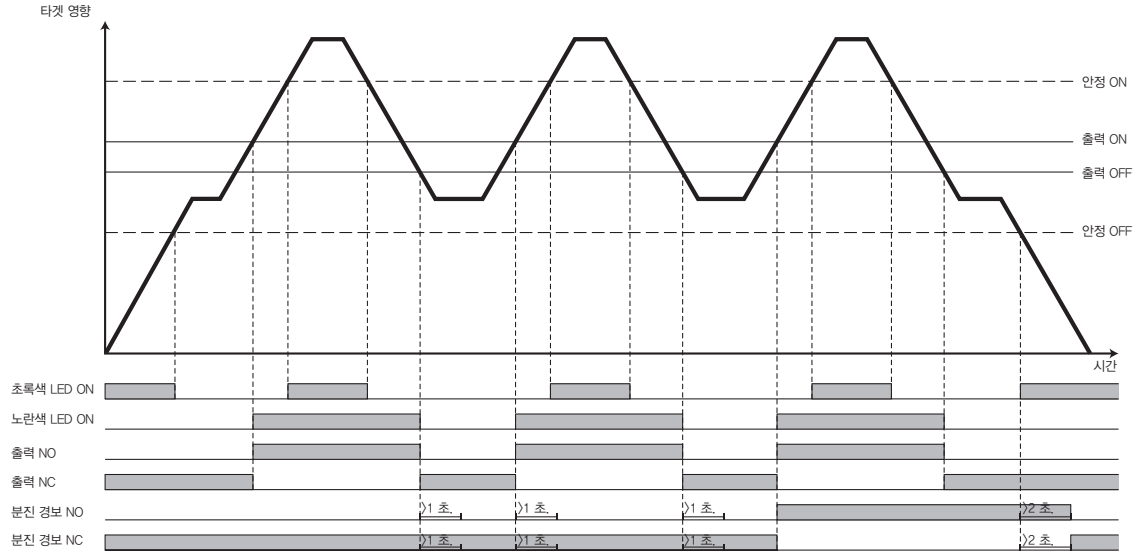 타겟 영향
안정 ON
출력 ON
출력 OFF
안정 OFF
시간
초록색 LED ON
노란색 LED ON
출력 NO
출력 NC
분진 경보 NO
>1 초. >1 초. >1 초. >2 초.
분진 경보 NC
>1 초. >1 초. >1 초. >2 초.